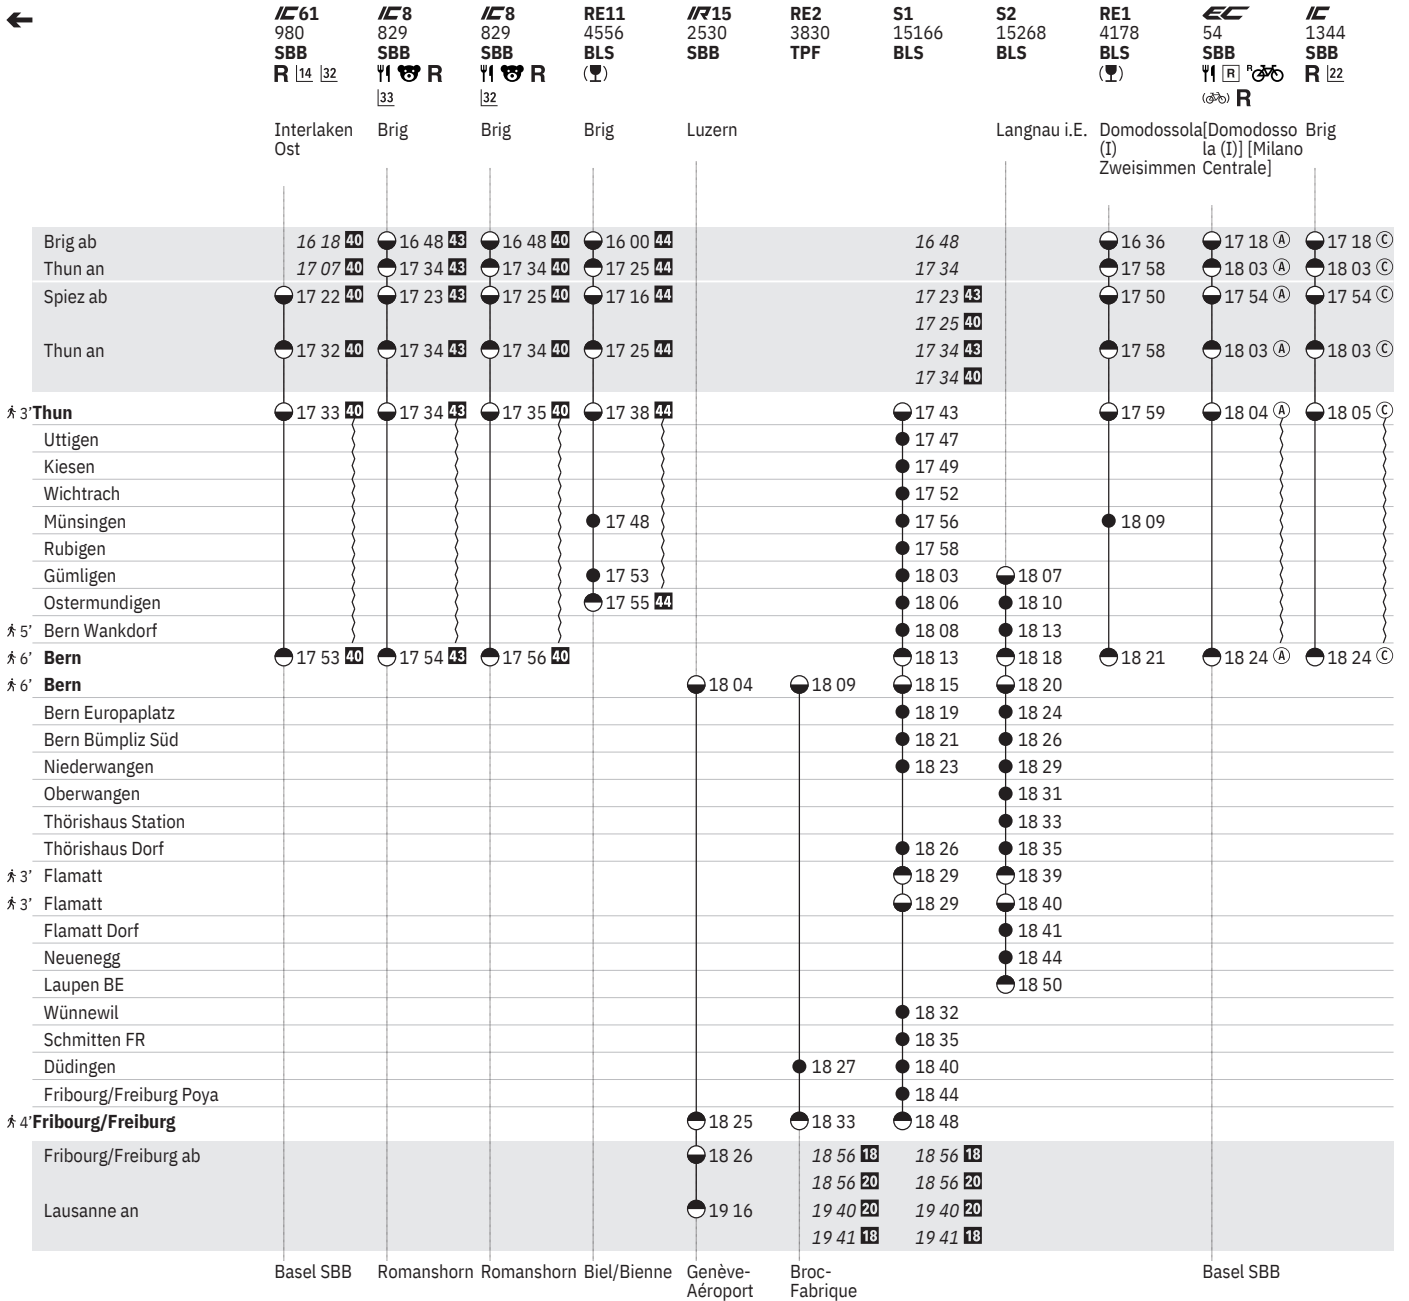 IC61 IC8 IC8 RE11 IR15 RE2 S1 S2 RE1 EC IC
980 829 829 4556 2530 3830 15166 15268 4178 54 1344
SBB SBB SBB BLS SBB TPF BLS BLS BLS SBB SBB
R 14 32 R R R R R 22
33 32 R
Interlaken Brig Brig Brig Luzern Langnau i.E. Domodossola [Domodosso Brig
Ost (I) la (I)] [Milano
Zweisimmen Centrale]
Brig ab 16 18 40 16 48 43 16 48 40 16 00 44 16 48 16 36 17 18 A 17 18 C
Thun an 17 07 40 17 34 43 17 34 40 17 25 44 17 34 17 58 18 03 A 18 03 C
Spiez ab 17 22 40 17 23 43 17 25 40 17 16 44 17 23 43 17 50 17 54 A 17 54 C
17 25 40
Thun an 17 32 40 17 34 43 17 34 40 17 25 44 17 34 43 17 58 18 03 A 18 03 C
17 34 40
3’ Thun 17 33 40 17 34 43 17 35 40 17 38 44 17 43 17 59 18 04 A 18 05 C
Uttigen 17 47
Kiesen 17 49
Wichtrach 17 52
Münsingen 17 48 17 56 18 09
Rubigen 17 58
Gümligen 17 53 18 03 18 07
Ostermundigen 17 55 44 18 06 18 10
5’ Bern Wankdorf 18 08 18 13
6’ Bern 17 53 40 17 54 43 17 56 40 18 13 18 18 18 21 18 24 A 18 24 C
6’ Bern 18 04 18 09 18 15 18 20
Bern Europaplatz 18 19 18 24
Bern Bümpliz Süd 18 21 18 26
Niederwangen 18 23 18 29
Oberwangen 18 31
Thörishaus Station 18 33
Thörishaus Dorf 18 26 18 35
3’ Flamatt 18 29 18 39
3’ Flamatt 18 29 18 40
Flamatt Dorf 18 41
Neuenegg 18 44
Laupen BE 18 50
Wünnewil 18 32
Schmitten FR 18 35
Düdingen 18 27 18 40
Fribourg/Freiburg Poya 18 44
4’ Fribourg/Freiburg 18 25 18 33 18 48
Fribourg/Freiburg ab 18 26 18 56 18 18 56 18
18 56 20 18 56 20
Lausanne an 19 16 19 40 20 19 40 20
19 41 18 19 41 18
Basel SBB Romanshorn Romanshorn Biel/Bienne Genève- Broc- Basel SBB
Aéroport Fabrique